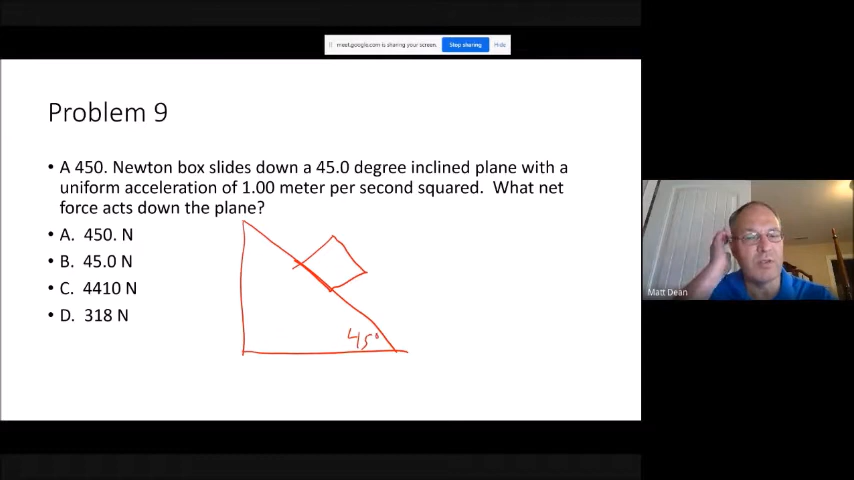 meet.google.com is sharing your screen.
Stop sharing
Hide
Problem 9
• A 450. Newton box slides down a 45.0 degree inclined plane with a
uniform acceleration of 1.00 meter per second squared. What net
force acts down the plane?
• A. 450. N
• B. 45.0 N
• C. 4410 N
• D. 318 N
45°
Matt Dean